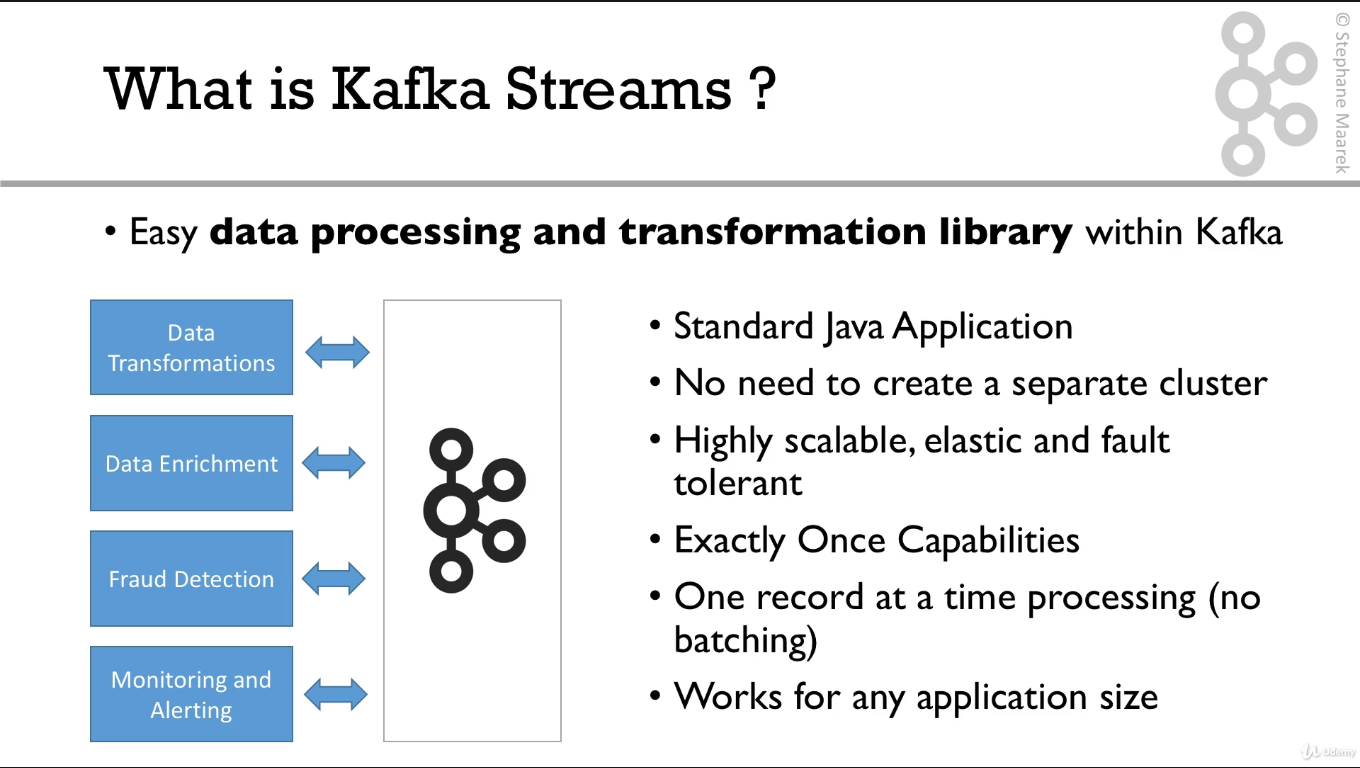 What is Kafka Streams ?
© Stephane Maarek
• Easy data processing and transformation library within Kafka
Data
Transformations
Data Enrichment
Fraud Detection
Monitoring and
Alerting
• Standard Java Application
• No need to create a separate cluster
• Highly scalable, elastic and fault
tolerant
• Exactly Once Capabilities
• One record at a time processing (no
batching)
• Works for any application size
Udemy